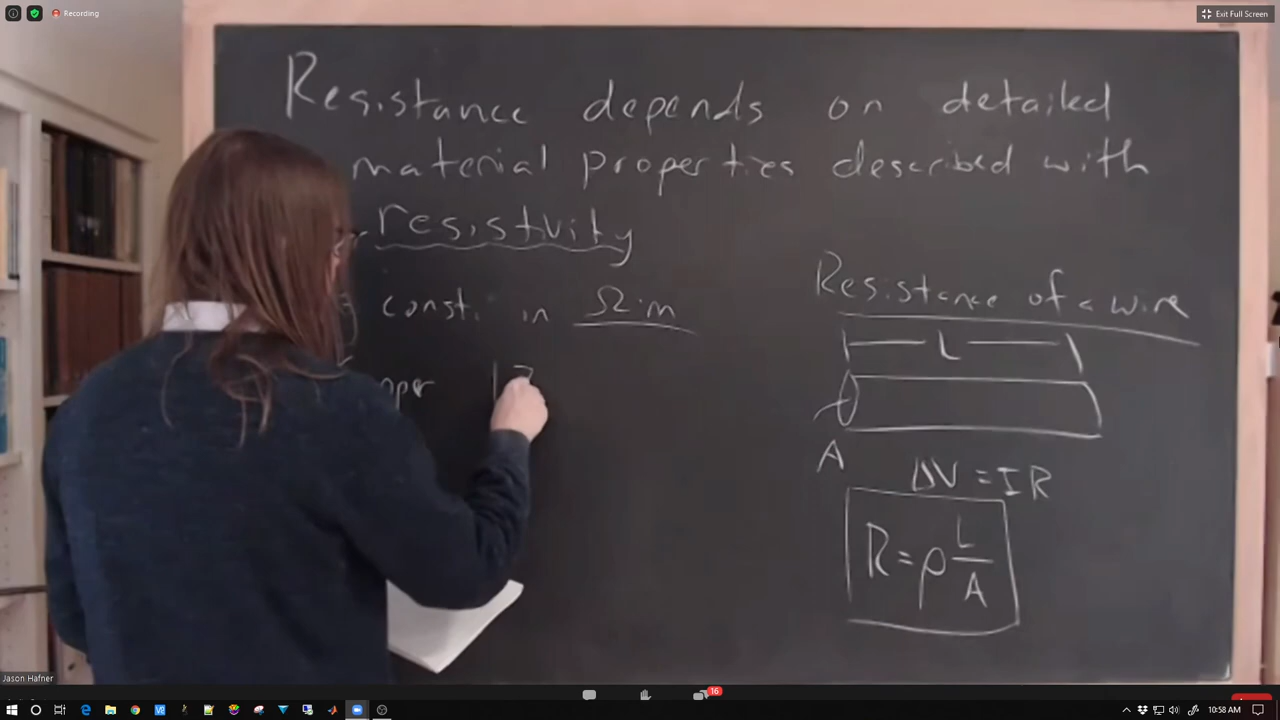 Recording
Exit Full Screen
Resistance depends on detailed
material properties described with
resistivity
const. in Ω·m
Resistance of a wire
L
A
ΔV = IR
R = ρ L/A
Jason Hafner
16
10:58 AM